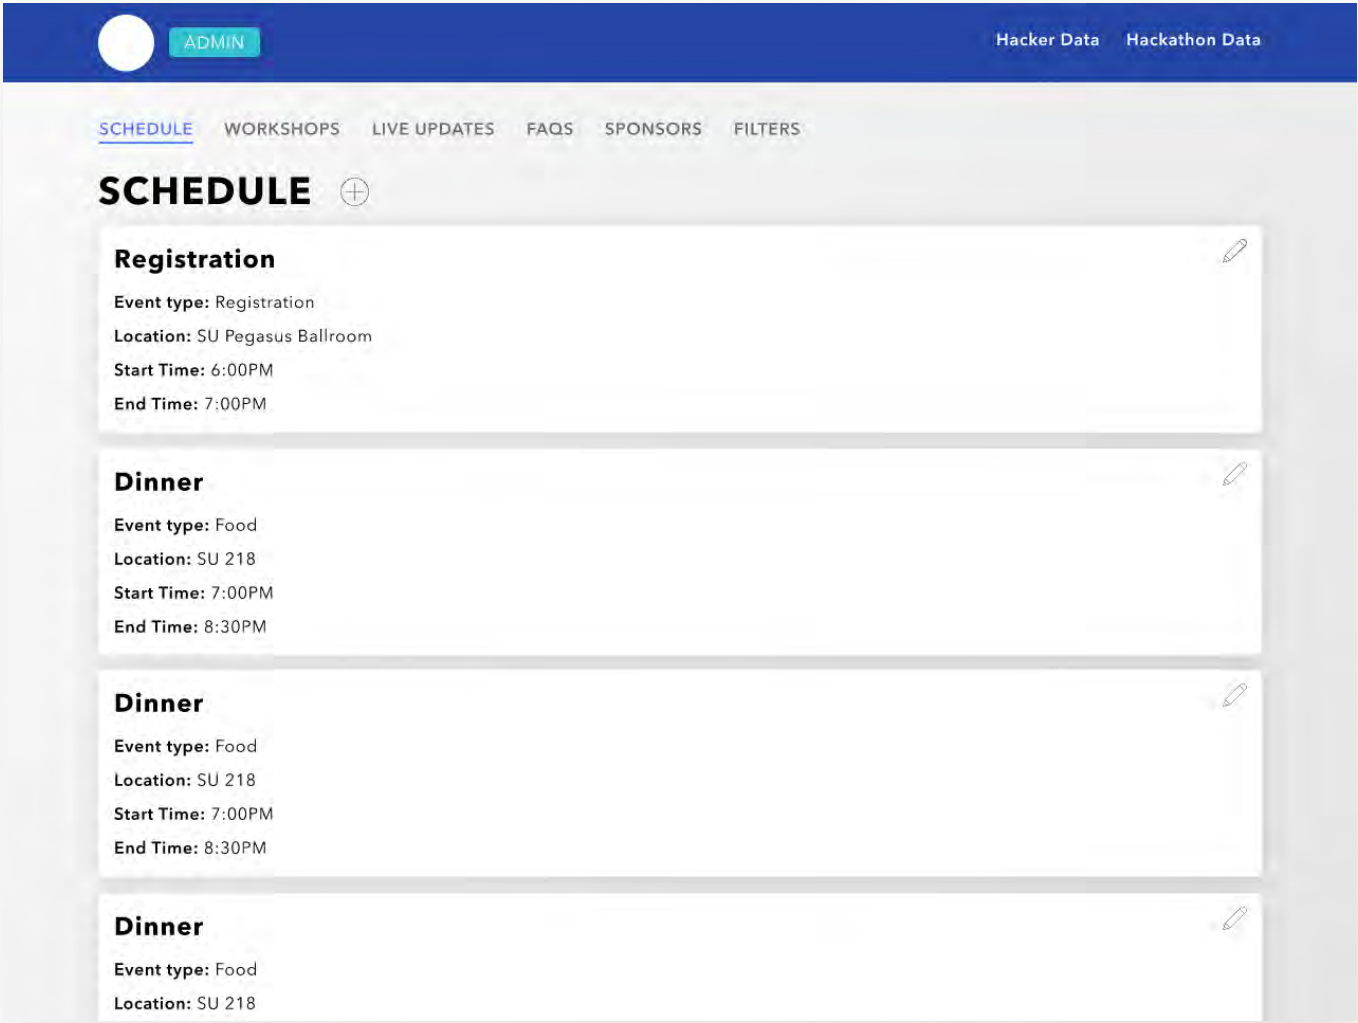 ADMIN
Hacker Data
Hackathon Data
SCHEDULE
WORKSHOPS
LIVE UPDATES
FAQS
SPONSORS
FILTERS
SCHEDULE
Registration
Event type: Registration
Location: SU Pegasus Ballroom
Start Time: 6:00PM
End Time: 7:00PM
Dinner
Event type: Food
Location: SU 218
Start Time: 7:00PM
End Time: 8:30PM
Dinner
Event type: Food
Location: SU 218
Start Time: 7:00PM
End Time: 8:30PM
Dinner
Event type: Food
Location: SU 218